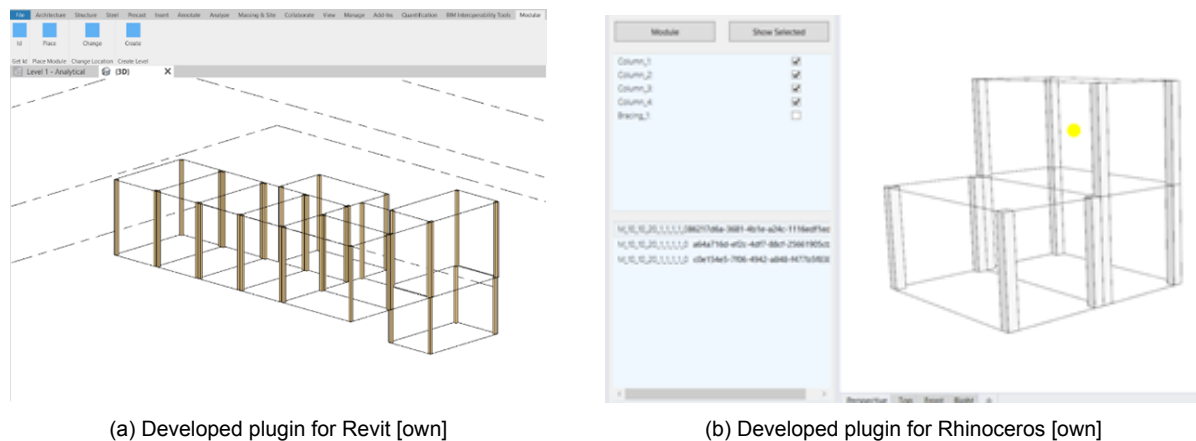 File Architecture Structure Steel Precast Insert Annotate Analyze Massing & Site Collaborate View Manage Add-Ins Quantification BIM Interoperability Tools Modular
Id Place Change Create
Get Id Place Module Change Location Create Level
Level 1 - Analytical (3D) X
Module Show Selected
Column_1
Column_2
Column_3
Column_4
Bracing_1
Perspective Top Front Right
(a) Developed plugin for Revit [own]
(b) Developed plugin for Rhinoceros [own]